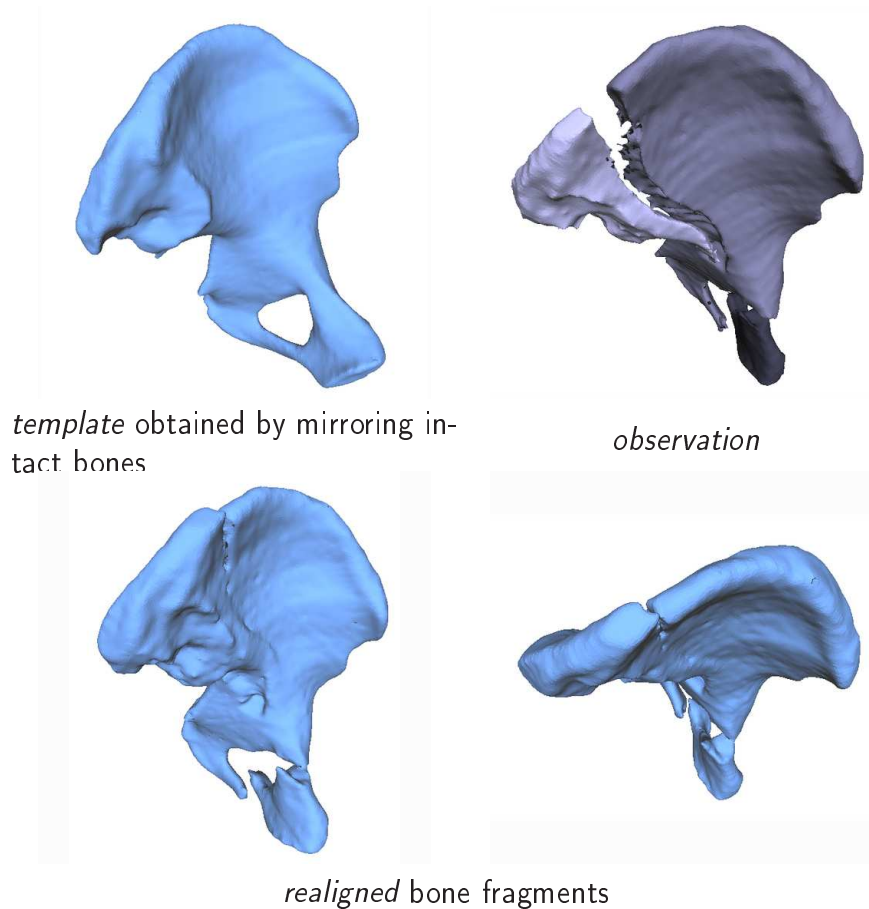 template obtained by mirroring in-
tact bones
observation
realigned bone fragments